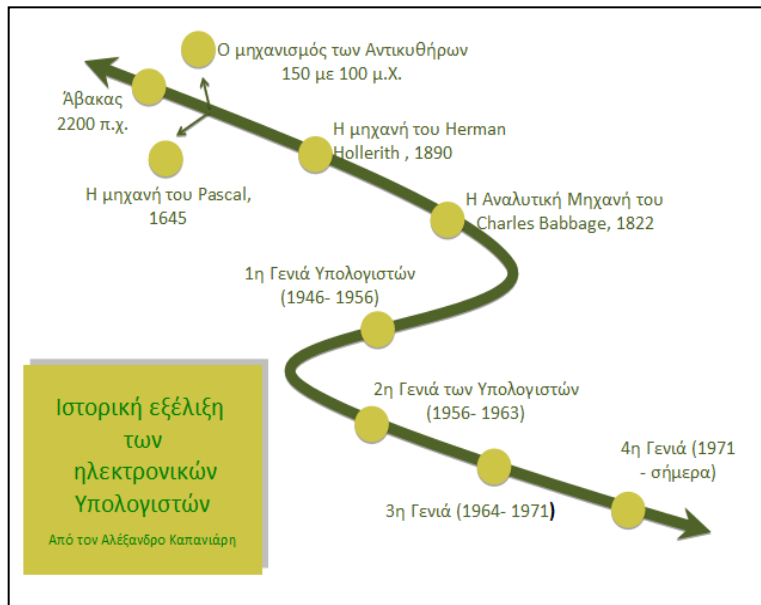 Ο μηχανισμός των Αντικυθήρων
150 με 100 μ.Χ.
Άβακας
2200 π.χ.
Η μηχανή του Pascal,
1645
Η μηχανή του Herman
Hollerith , 1890
Η Αναλυτική Μηχανή του
Charles Babbage, 1822
1η Γενιά Υπολογιστών
(1946- 1956)
2η Γενιά των Υπολογιστών
(1956- 1963)
3η Γενιά (1964- 1971)
4η Γενιά (1971
- σήμερα)
Ιστορική εξέλιξη
των
ηλεκτρονικών
Υπολογιστών
Από τον Αλέξανδρο Καπανιάρη